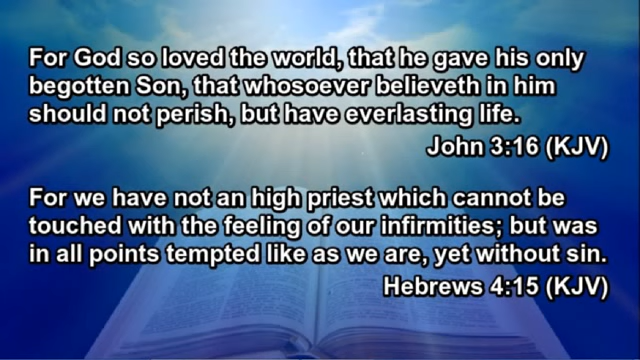 For God so loved the world, that he gave his only
begotten Son, that whosoever believeth in him
should not perish, but have everlasting life.
John 3:16 (KJV)
For we have not an high priest which cannot be
touched with the feeling of our infirmities; but was
in all points tempted like as we are, yet without sin.
Hebrews 4:15 (KJV)